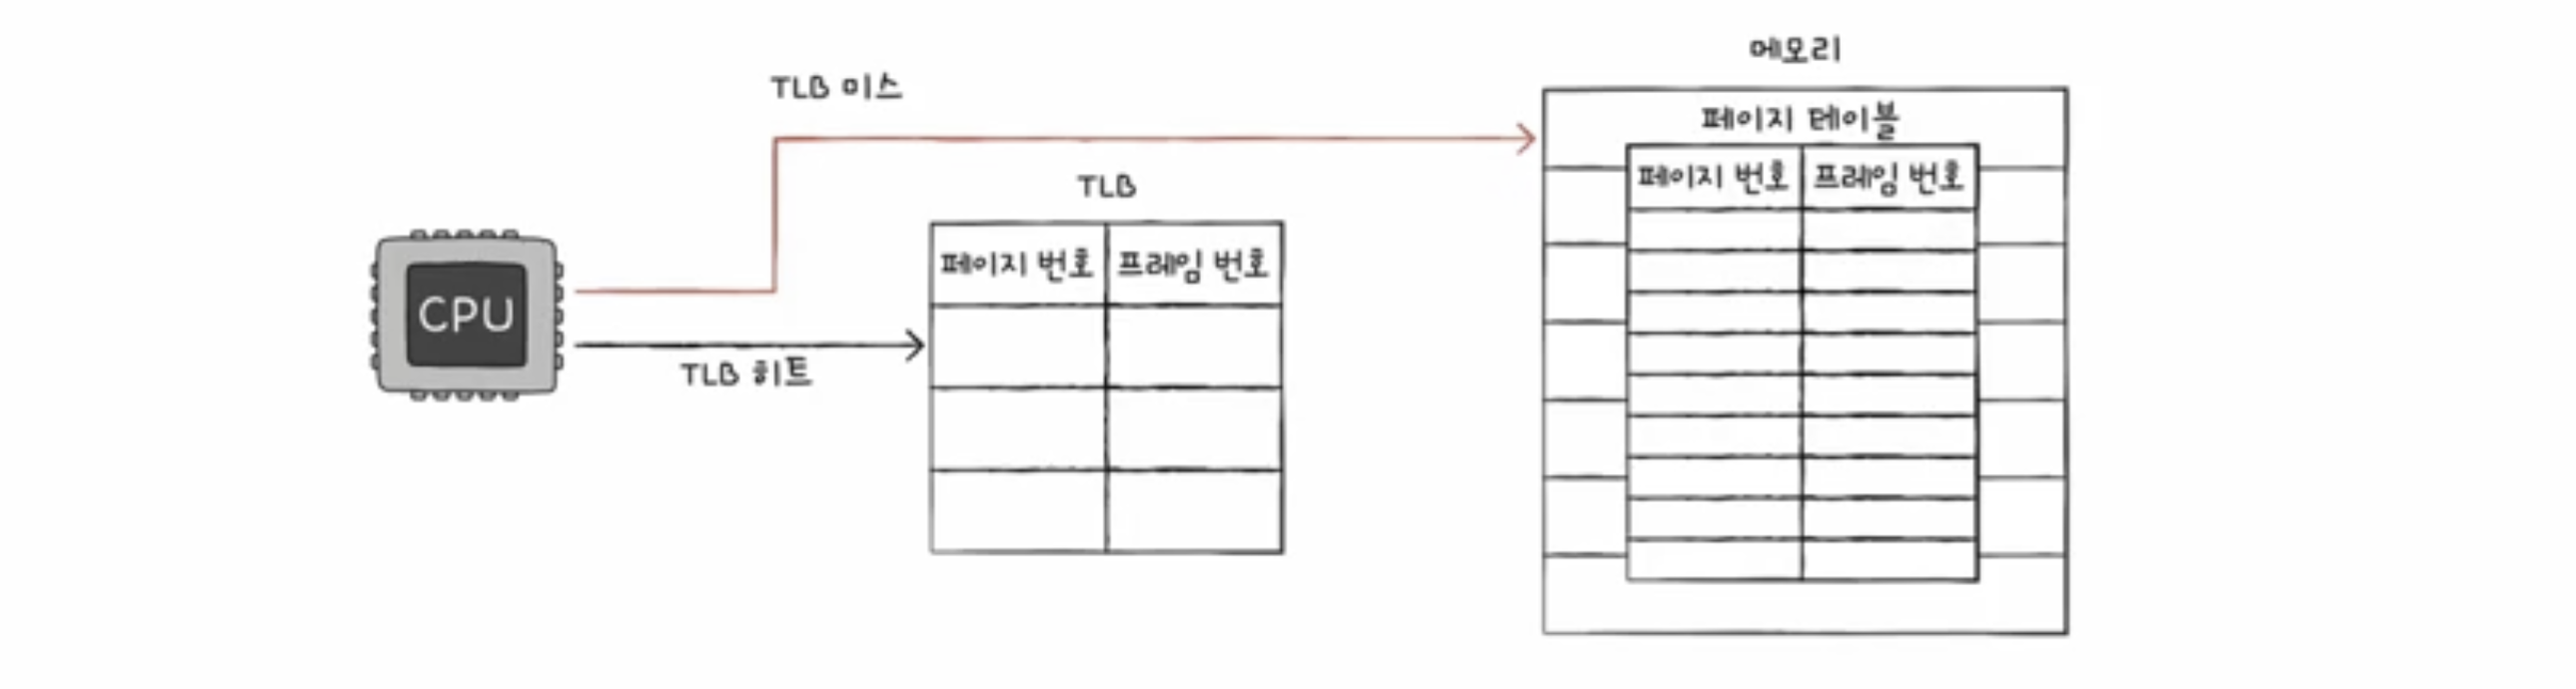 메모리
TLB 미스
페이지 테이블
페이지 번호 프레임 번호
TLB
페이지 번호 프레임 번호
CPU
TLB 히트